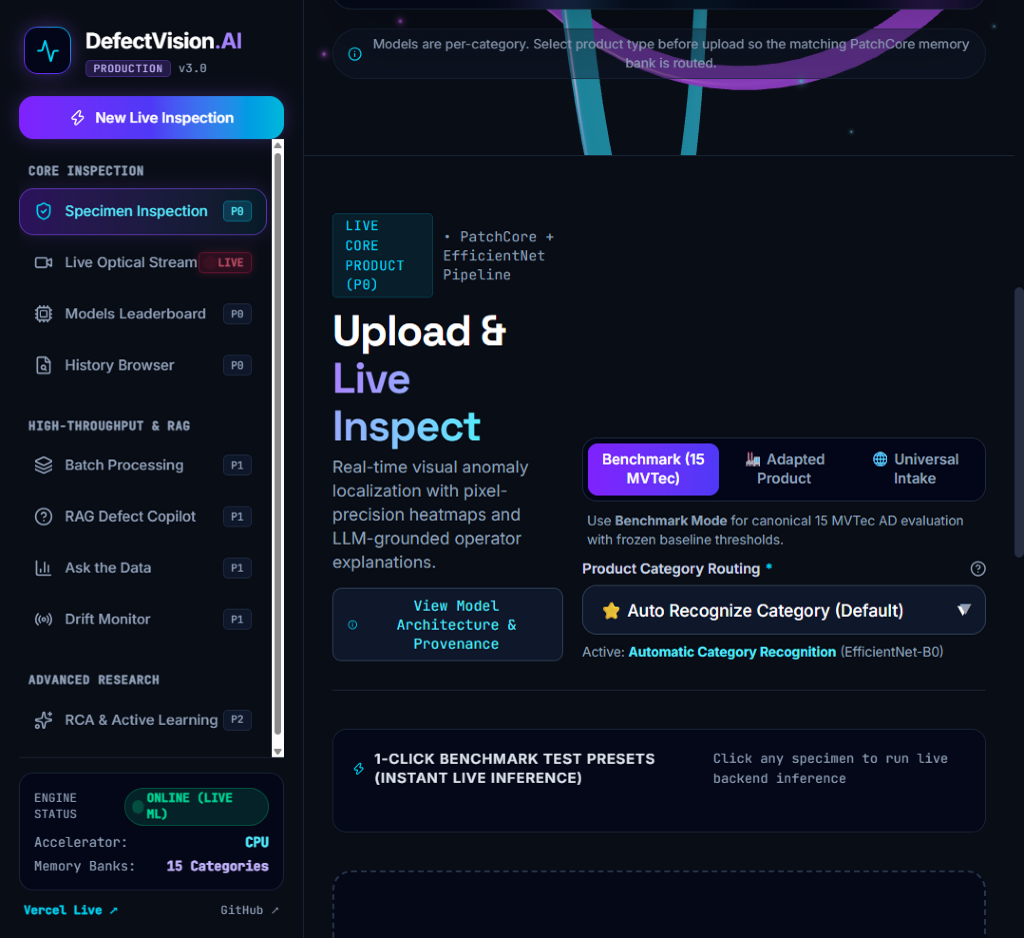 DefectVision.AI
PRODUCTION v3.0
New Live Inspection
CORE INSPECTION
Specimen Inspection P0
Live Optical Stream LIVE
Models Leaderboard P0
History Browser P0
HIGH-THROUGHPUT & RAG
Batch Processing P1
RAG Defect Copilot P1
Ask the Data P1
Drift Monitor P1
ADVANCED RESEARCH
RCA & Active Learning P2
ENGINE
STATUS
ONLINE (LIVE
ML)
Accelerator: CPU
Memory Banks: 15 Categories
Vercel Live ↗ GitHub ↗
Models are per-category. Select product type before upload so the matching PatchCore memory
bank is routed.
LIVE
CORE
PRODUCT
(P0)
• PatchCore +
EfficientNet
Pipeline
Upload &
Live
Inspect
Real-time visual anomaly
localization with pixel-
precision heatmaps and
LLM-grounded operator
explanations.
View Model
Architecture &
Provenance
Benchmark (15
MVTec)
Adapted
Product
Universal
Intake
Use Benchmark Mode for canonical 15 MVTec AD evaluation
with frozen baseline thresholds.
Product Category Routing *
Auto Recognize Category (Default)
Active: Automatic Category Recognition (EfficientNet-B0)
1-CLICK BENCHMARK TEST PRESETS
(INSTANT LIVE INFERENCE)
Click any specimen to run live
backend inference